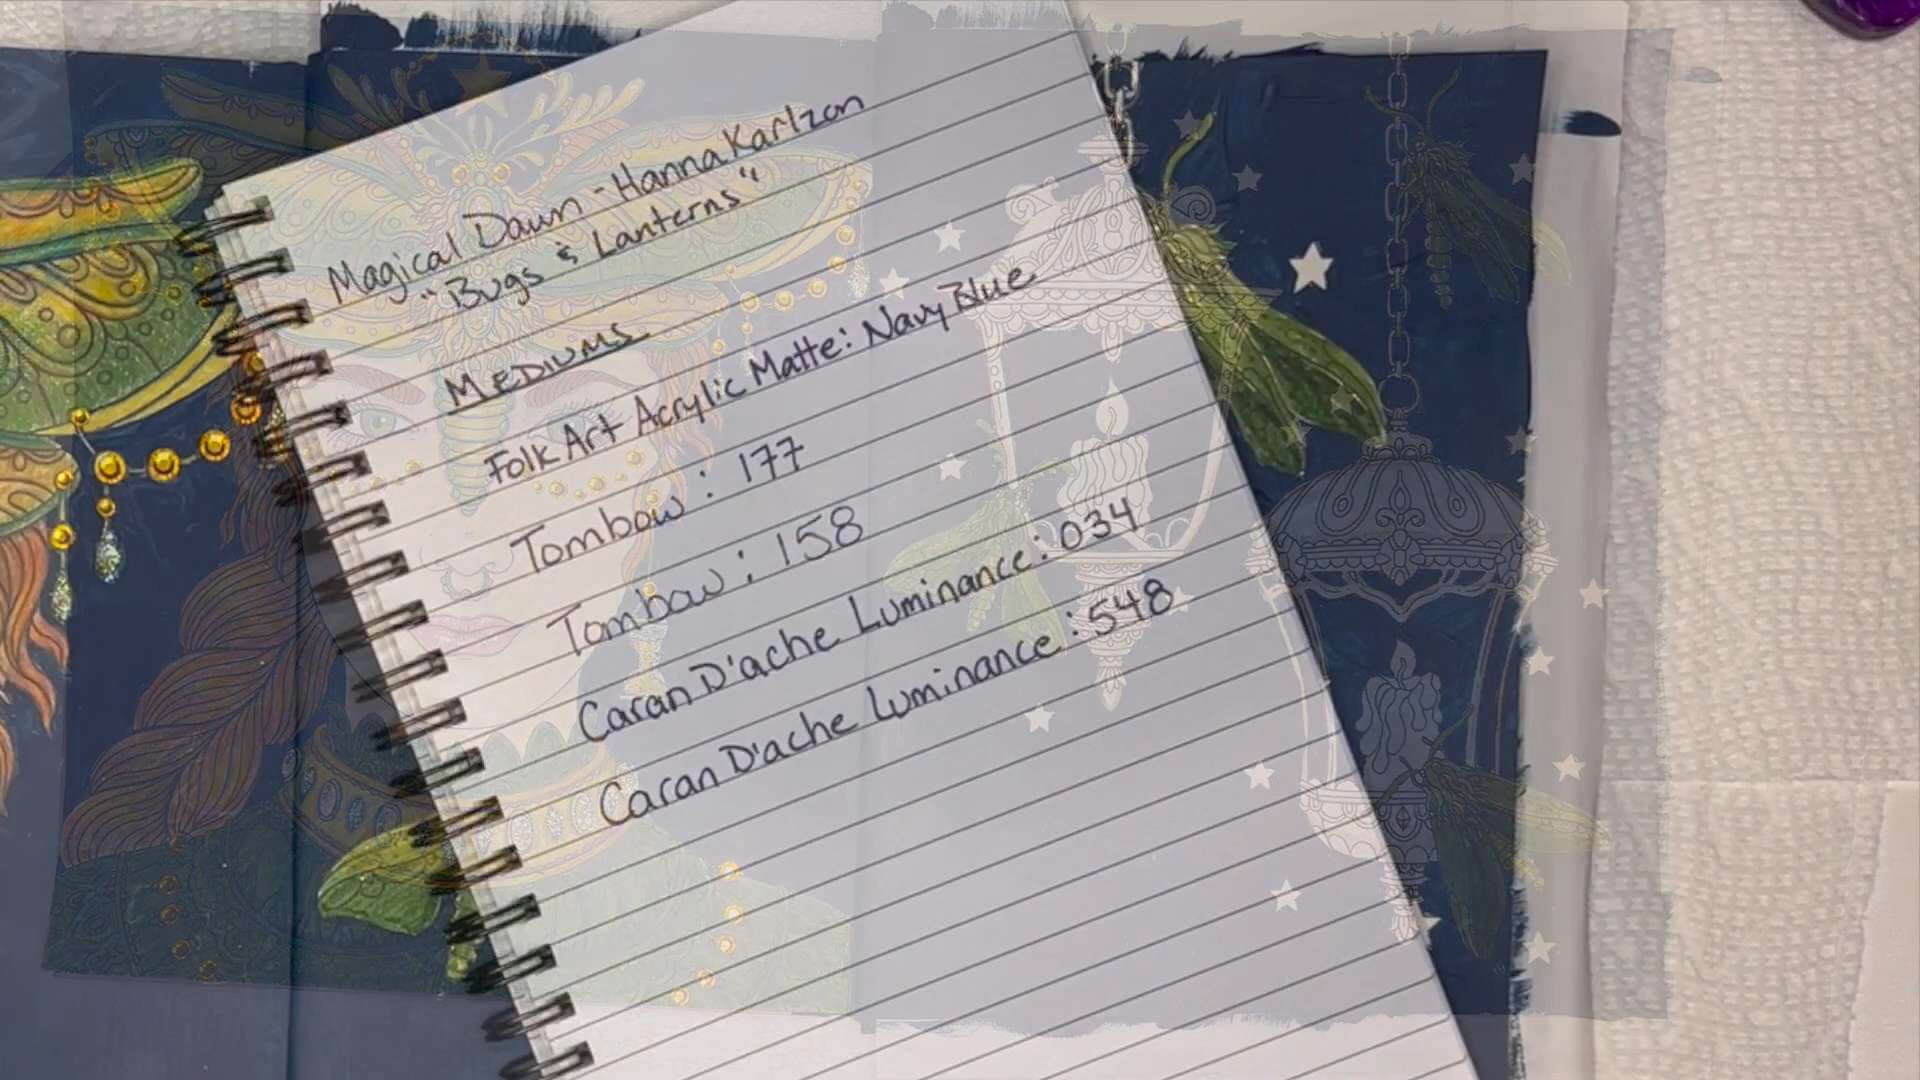 Magical Dawn - Hanna Karlzon
"Bugs & Lanterns"
MEDIUMS
Folk Art Acrylic Matte: Navy Blue
Tombow: 177
Tombow: 158
Caran D'ache Luminance: 034
Caran D'ache Luminance: 548